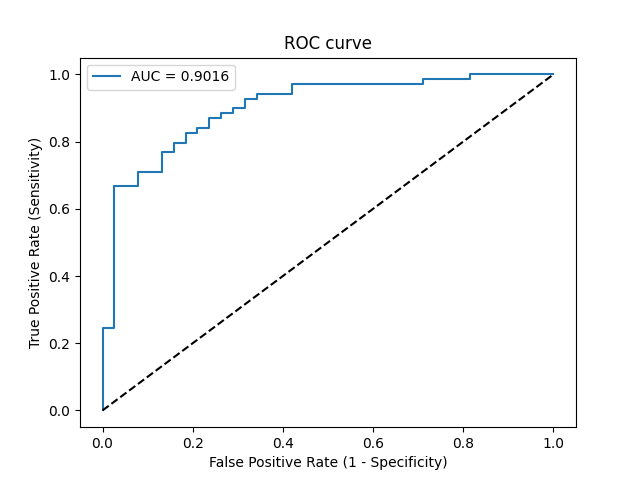 ROC curve
AUC = 0.9016
True Positive Rate (Sensitivity)
1.0
0.8
0.6
0.4
0.2
0.0
0.0 0.2 0.4 0.6 0.8 1.0
False Positive Rate (1 - Specificity)